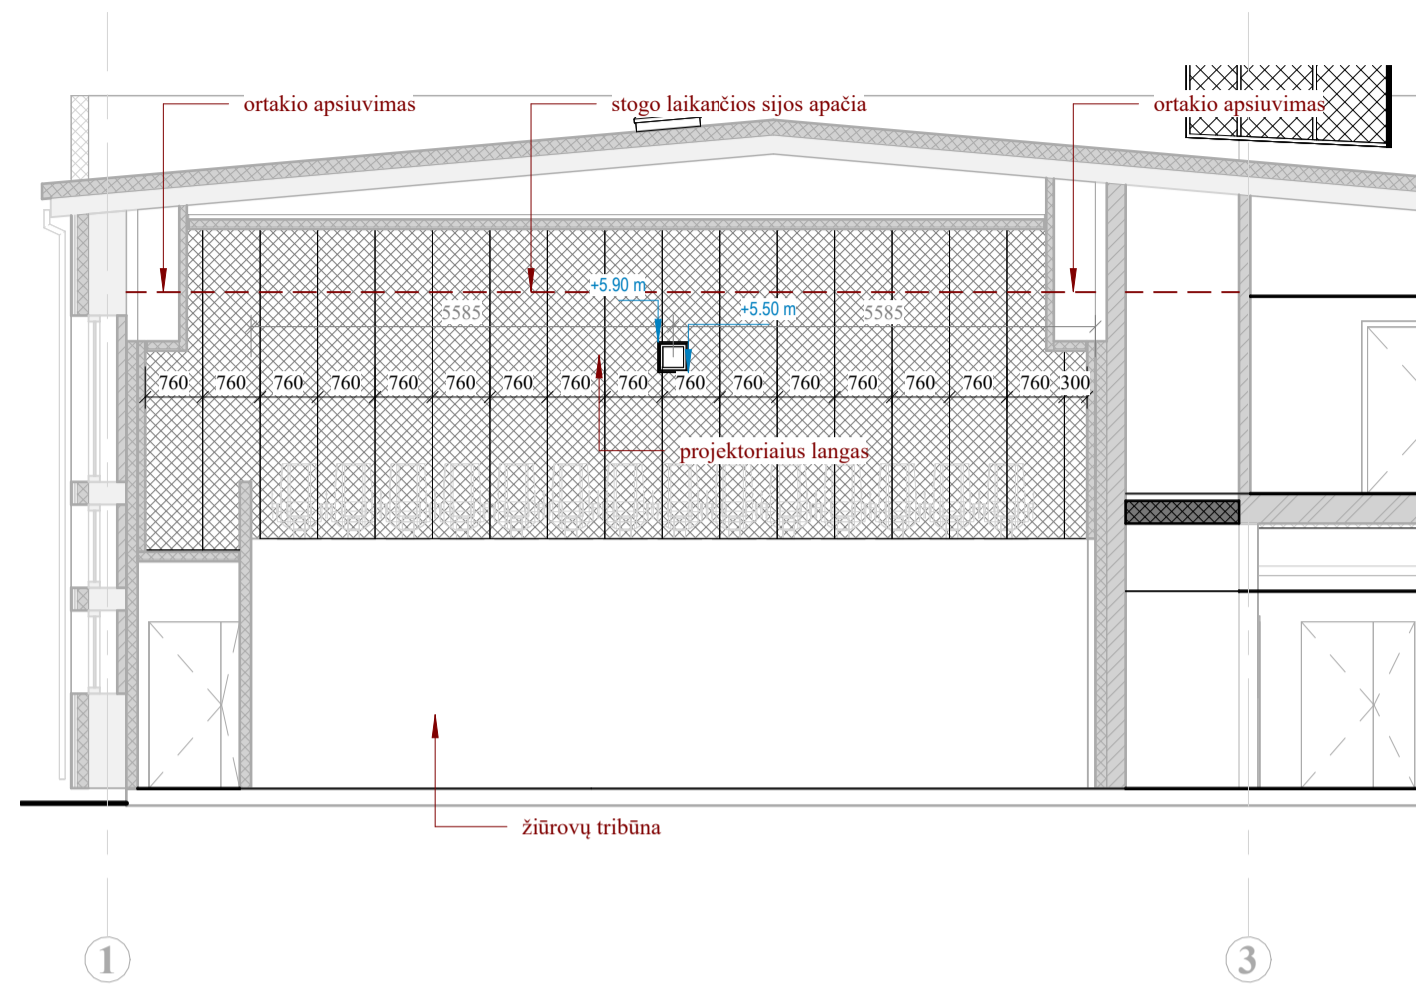 ortakio apsiuvimas
stogo laikančios sijos apačia
ortakio apsiuvimas
+5.90 m
+5.50 m
5585
5585
760 760 760 760 760 760 760 760 760 760 760 760 760 760 760 760 300
projektoriaius langas
žiūrovų tribūna
1
3